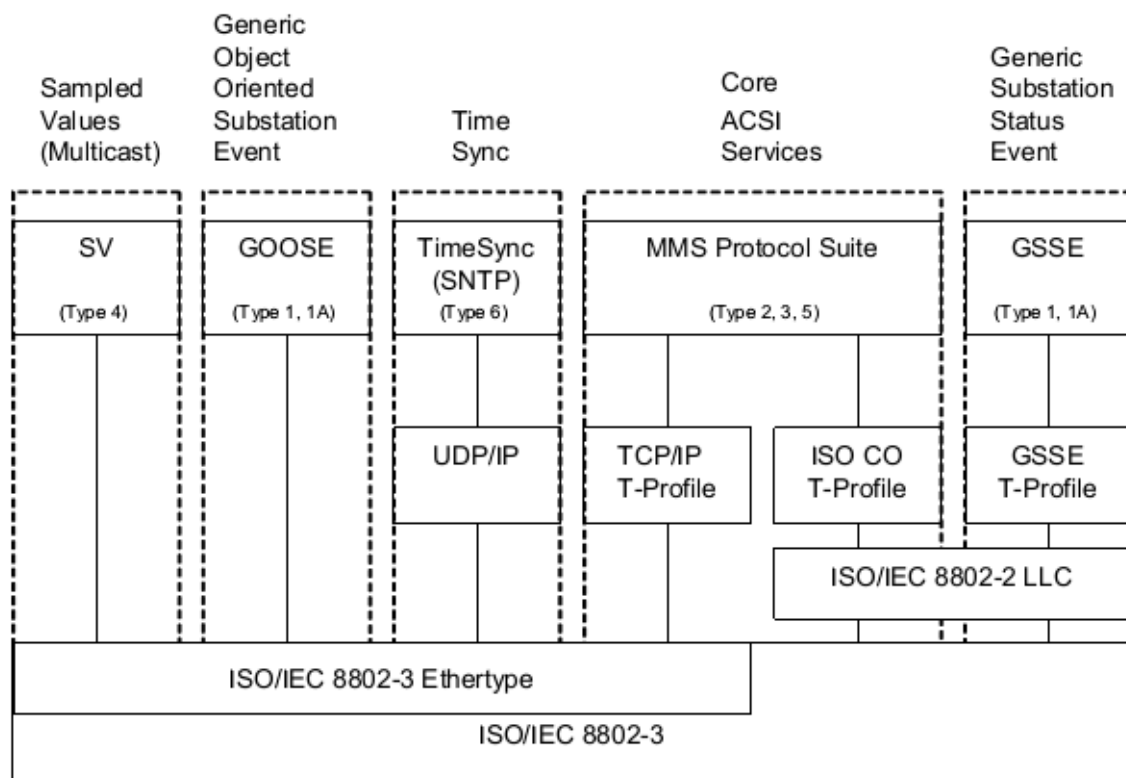 Sampled
Values
(Multicast)
Generic
Object
Oriented
Substation
Event
Time
Sync
Core
ACSI
Services
Generic
Substation
Status
Event
SV
(Type 4)
GOOSE
(Type 1, 1A)
TimeSync
(SNTP)
(Type 6)
MMS Protocol Suite
(Type 2, 3, 5)
GSSE
(Type 1, 1A)
UDP/IP
TCP/IP
T-Profile
ISO CO
T-Profile
GSSE
T-Profile
ISO/IEC 8802-2 LLC
ISO/IEC 8802-3 Ethertype
ISO/IEC 8802-3